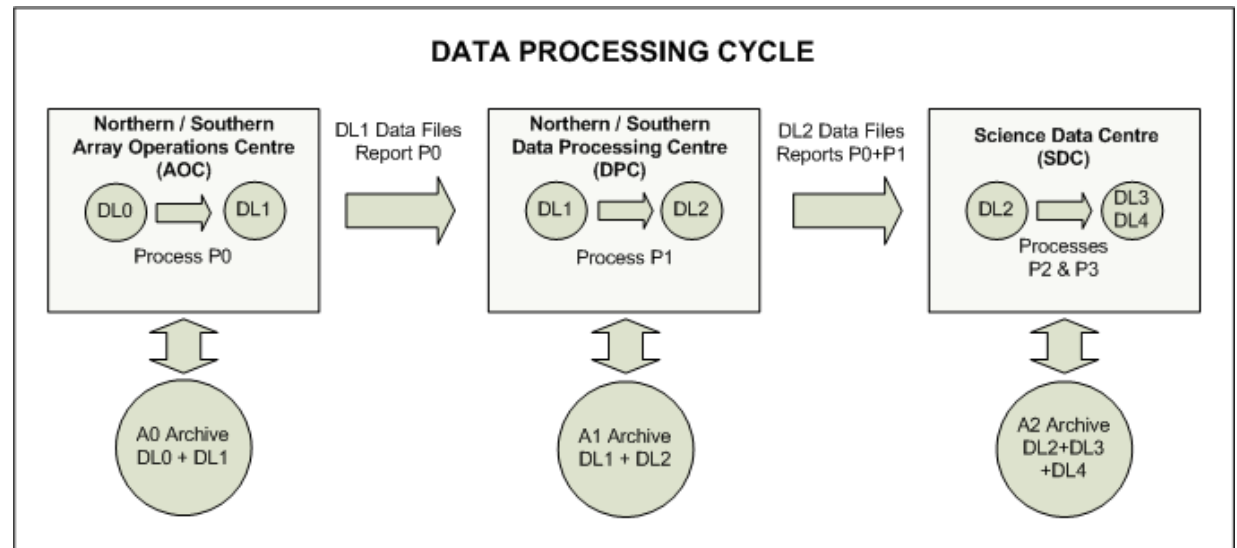 DATA PROCESSING CYCLE
Northern / Southern
Array Operations Centre
(AOC)
DL0
DL1
Process P0
DL1 Data Files
Report P0
Northern / Southern
Data Processing Centre
(DPC)
DL1
DL2
Process P1
DL2 Data Files
Reports P0+P1
Science Data Centre
(SDC)
DL2
DL3
DL4
Processes
P2 & P3
A0 Archive
DL0 + DL1
A1 Archive
DL1 + DL2
A2 Archive
DL2+DL3
+DL4